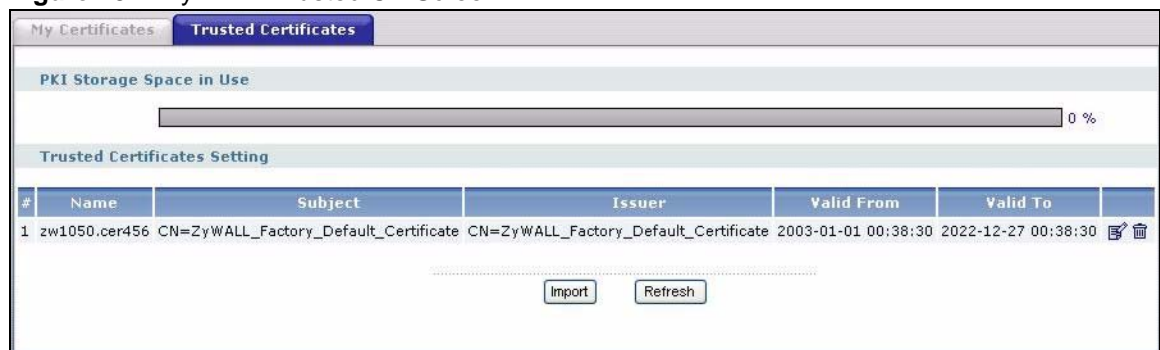 My Certificates Trusted Certificates
PKI Storage Space in Use
0 %
Trusted Certificates Setting
# Name Subject Issuer Valid From Valid To
1 zw1050.cer456 CN=ZyWALL_Factory_Default_Certificate CN=ZyWALL_Factory_Default_Certificate 2003-01-01 00:38:30 2022-12-27 00:38:30
Import Refresh